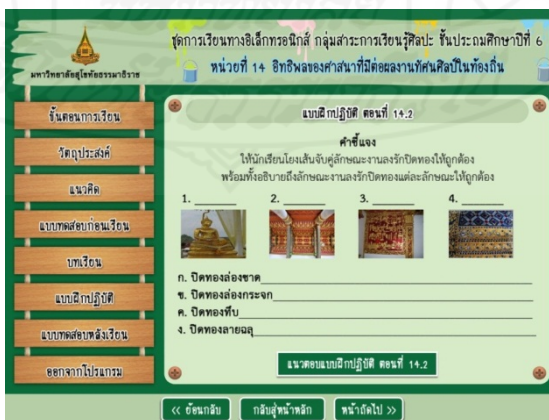 ชุดการเรียนทางอิเล็กทรอนิกส์ กลุ่มสาระการเรียนรู้ศิลปะ ชั้นประถมศึกษาปีที่ 6
หน่วยที่ 14 อิทธิพลของศาสนาที่มีต่อผลงานทัศนศิลป์ในท้องถิ่น
มหาวิทยาลัยสุโขทัยธรรมาธิราช
ขั้นตอนการเรียน
วัตถุประสงค์
แนวคิด
แบบทดสอบก่อนเรียน
บทเรียน
แบบฝึกปฏิบัติ
แบบทดสอบหลังเรียน
ออกจากโปรแกรม
แบบฝึกปฏิบัติ ตอนที่ 14.2
คำชี้แจง
ให้นักเรียนโยงเส้นจับคู่ลักษณะงานลงรักปิดทองให้ถูกต้อง
พร้อมทั้งอธิบายถึงลักษณะงานลงรักปิดทองแต่ละลักษณะให้ถูกต้อง
1. ________ 2. ________ 3. ________ 4. ________
ก. ปิดทองล่องชาด
ข. ปิดทองล่องกระจก
ค. ปิดทองทึบ
ง. ปิดทองลายฉลุ
แนวตอบแบบฝึกปฏิบัติ ตอนที่ 14.2
<< ย้อนกลับ กลับสู่หน้าหลัก หน้าถัดไป >>